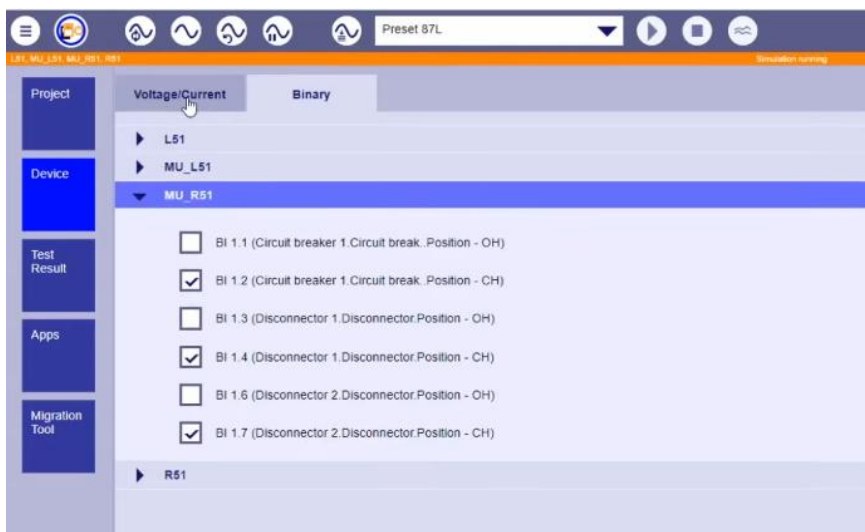 Preset 87L
L51, MU_L51, MU_R51, R51
Simulation running
Project
Device
Test
Result
Apps
Migration
Tool
Voltage/Current
Binary
L51
MU_L51
MU_R51
BI 1.1 (Circuit breaker 1.Circuit break..Position - OH)
BI 1.2 (Circuit breaker 1.Circuit break..Position - CH)
BI 1.3 (Disconnector 1.Disconnector.Position - OH)
BI 1.4 (Disconnector 1.Disconnector.Position - CH)
BI 1.6 (Disconnector 2.Disconnector.Position - OH)
BI 1.7 (Disconnector 2.Disconnector.Position - CH)
R51